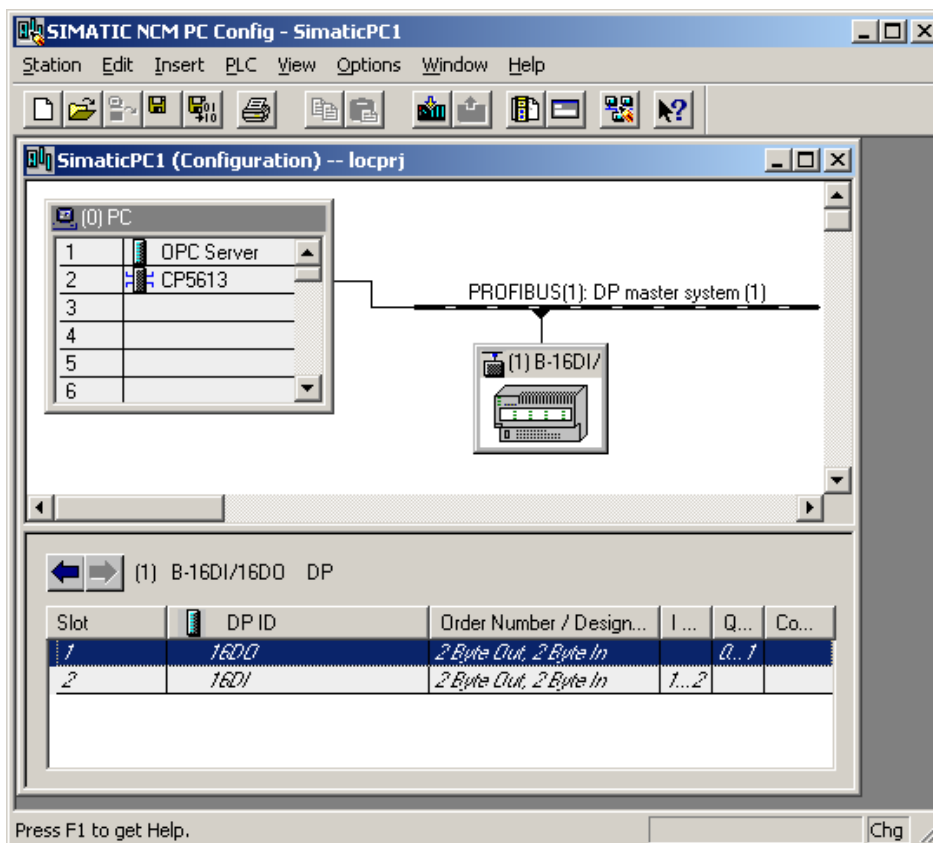 SIMATIC NCM PC Config - SimaticPC1
Station Edit Insert PLC View Options Window Help
SimaticPC1 (Configuration) -- locprj
(0) PC
1 OPC Server
2 CP5613
3
4
5
6
PROFIBUS(1): DP master system (1)
(1) B-16DI/
(1) B-16DI/16DO DP
Slot DP ID Order Number / Design... I ... Q... Co...
1 16DO 2 Byte Out, 2 Byte In 0...1
2 16DI 2 Byte Out, 2 Byte In 1...2
Press F1 to get Help. Chg